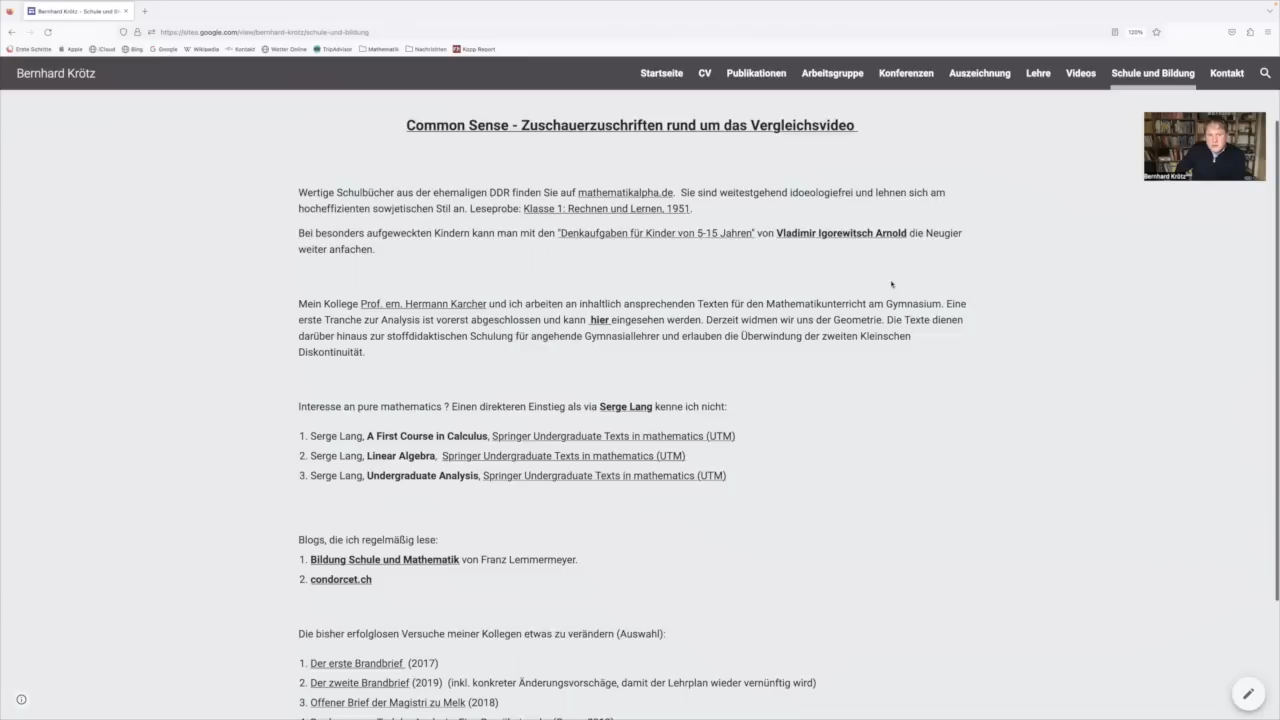 Bernhard Krötz - Schule und Bi
https://sites.google.com/view/bernhard-krötz/schule-und-bildung
120%
Erste Schritte Apple iCloud Bing Google Wikipedia Kontakt Wetter Online TripAdvisor Mathematik Nachrichten Kopp Report
Bernhard Krötz
Startseite CV Publikationen Arbeitsgruppe Konferenzen Auszeichnung Lehre Videos Schule und Bildung Kontakt
Common Sense - Zuschauerzuschriften rund um das Vergleichsvideo
Bernhard Krötz
Wertige Schulbücher aus der ehemaligen DDR finden Sie auf mathematikalpha.de. Sie sind weitestgehend idoeologiefrei und lehnen sich am
hocheffizienten sowjetischen Stil an. Leseprobe: Klasse 1: Rechnen und Lernen, 1951.
Bei besonders aufgeweckten Kindern kann man mit den "Denkaufgaben für Kinder von 5-15 Jahren" von Vladimir Igorewitsch Arnold die Neugier
weiter anfachen.
Mein Kollege Prof. em. Hermann Karcher und ich arbeiten an inhaltlich ansprechenden Texten für den Mathematikunterricht am Gymnasium. Eine
erste Tranche zur Analysis ist vorerst abgeschlossen und kann hier eingesehen werden. Derzeit widmen wir uns der Geometrie. Die Texte dienen
darüber hinaus zur stoffdidaktischen Schulung für angehende Gymnasiallehrer und erlauben die Überwindung der zweiten Kleinschen
Diskontinuität.
Interesse an pure mathematics ? Einen direkteren Einstieg als via Serge Lang kenne ich nicht:
1. Serge Lang, A First Course in Calculus, Springer Undergraduate Texts in mathematics (UTM)
2. Serge Lang, Linear Algebra, Springer Undergraduate Texts in mathematics (UTM)
3. Serge Lang, Undergraduate Analysis, Springer Undergraduate Texts in mathematics (UTM)
Blogs, die ich regelmäßig lese:
1. Bildung Schule und Mathematik von Franz Lemmermeyer.
2. condorcet.ch
Die bisher erfolglosen Versuche meiner Kollegen etwas zu verändern (Auswahl):
1. Der erste Brandbrief (2017)
2. Der zweite Brandbrief (2019) (inkl. konkreter Änderungsvorschäge, damit der Lehrplan wieder vernünftig wird)
3. Offener Brief der Magistri zu Melk (2018)